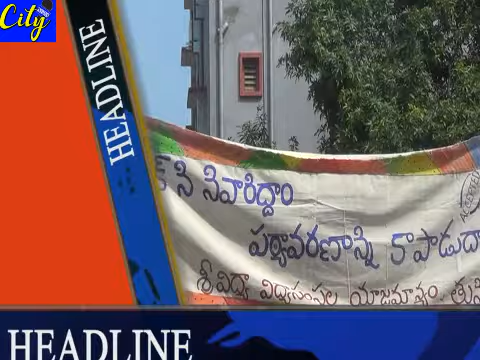 City
HEADLINE
సి నివారిద్దాం
పర్యావరణాన్ని కాపాడుదాం
శ్రీ విద్యా విద్యాసంస్థల యాజమాన్యం
HEADLINE